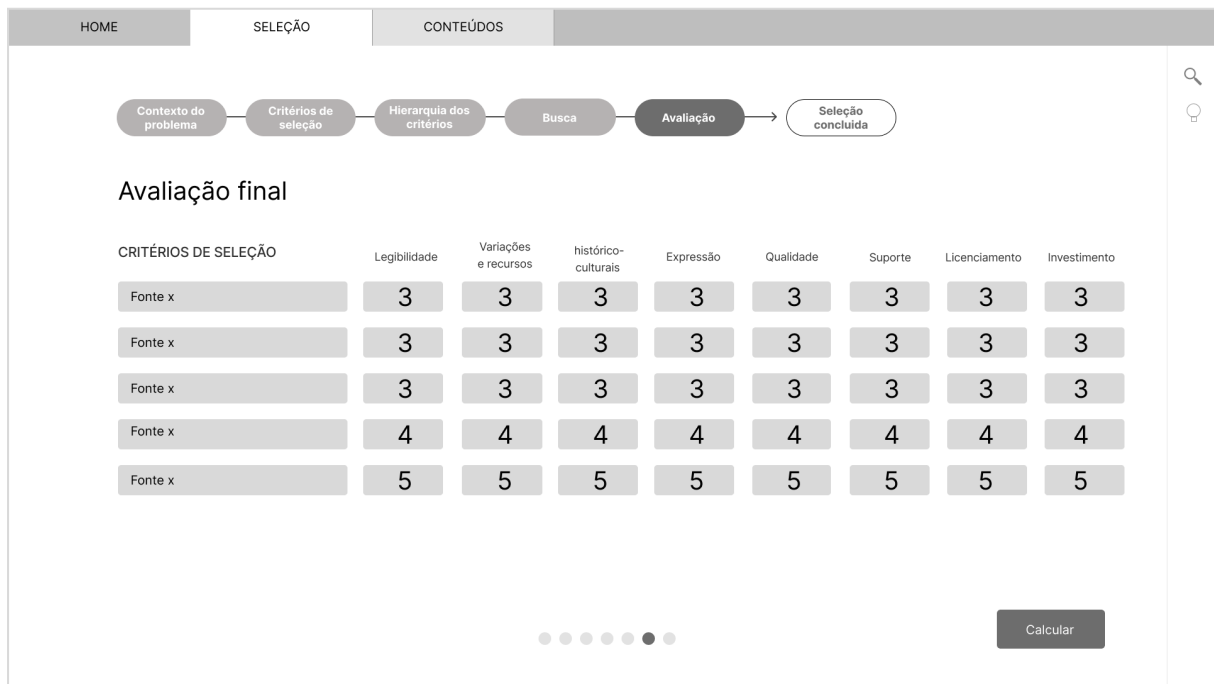 HOME SELEÇÃO CONTEÚDOS
Contexto do
problema
Critérios de
seleção
Hierarquia dos
critérios
Busca
Avaliação
Seleção
concluida
Avaliação final
CRITÉRIOS DE SELEÇÃO
Legibilidade
Variações
e recursos
histórico-
culturais
Expressão
Qualidade
Suporte
Licenciamento
Investimento
Fonte x 3 3 3 3 3 3 3 3
Fonte x 3 3 3 3 3 3 3 3
Fonte x 3 3 3 3 3 3 3 3
Fonte x 4 4 4 4 4 4 4 4
Fonte x 5 5 5 5 5 5 5 5
Calcular